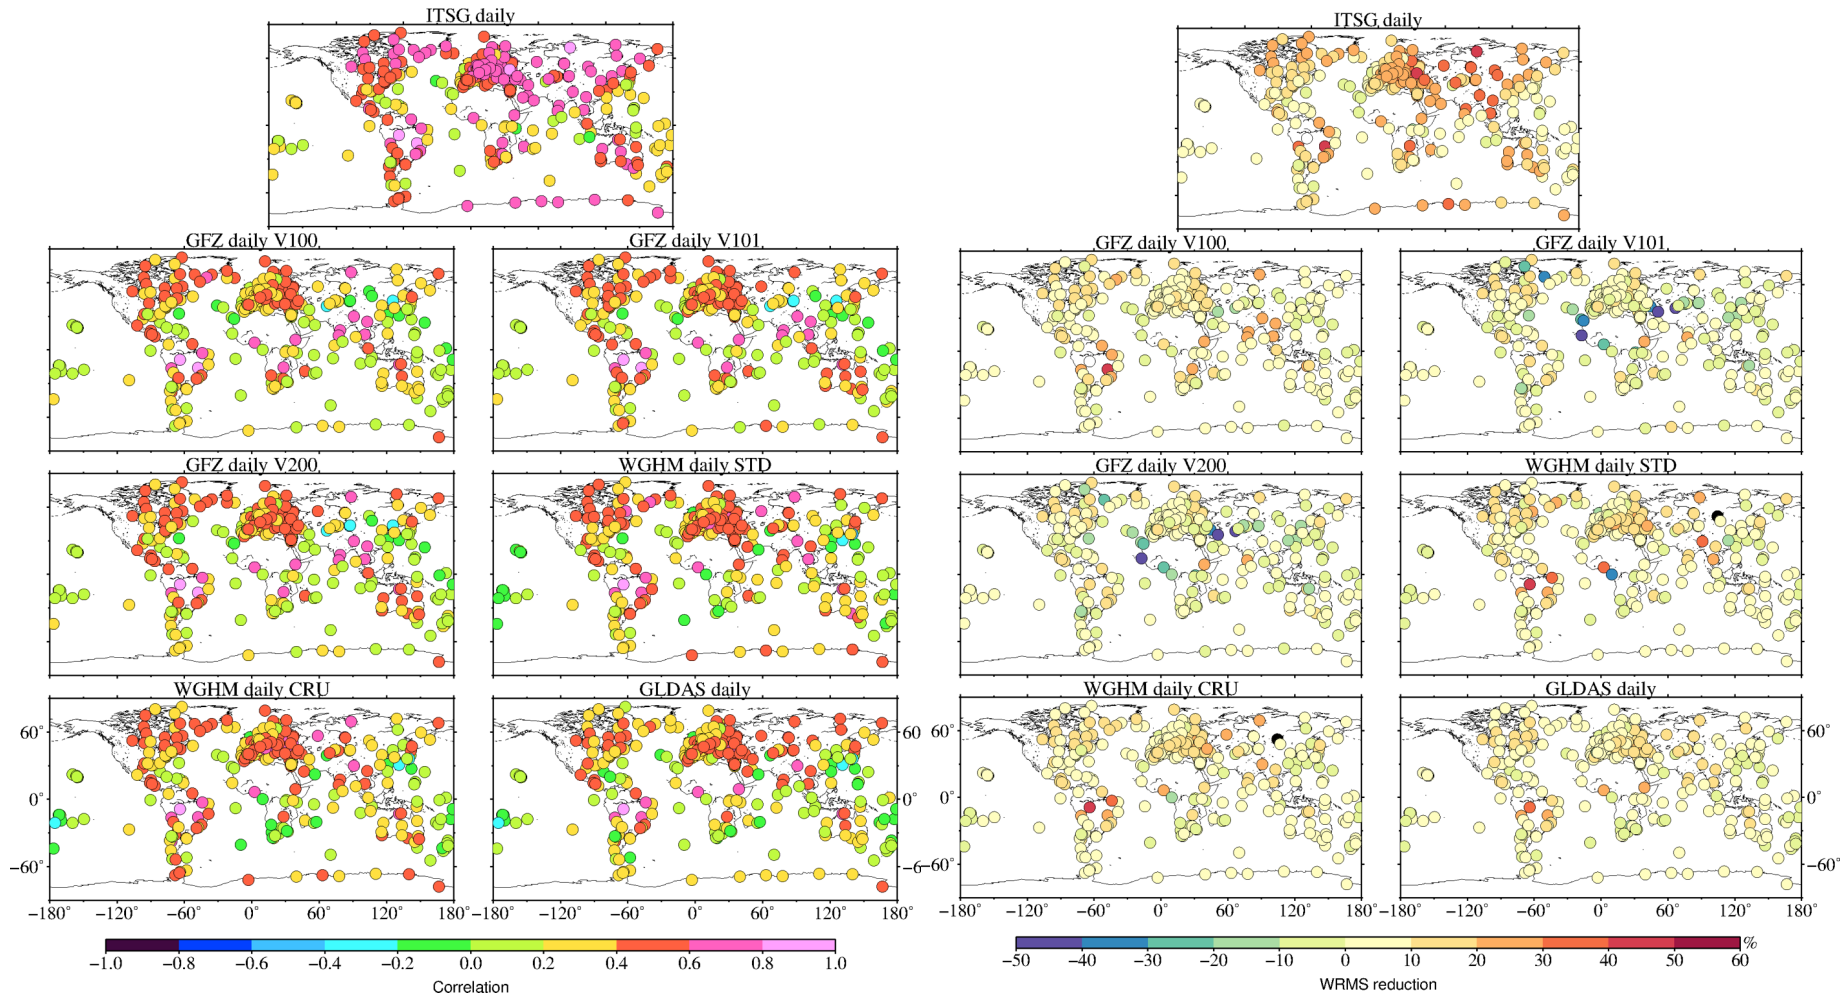 ITSG daily
ITSG daily
GFZ daily V100
GFZ daily V101
GFZ daily V100
GFZ daily V101
GFZ daily V200
WGHM daily STD
GFZ daily V200
WGHM daily STD
WGHM daily CRU
GLDAS daily
WGHM daily CRU
GLDAS daily
60° 60 60° 60°
0° 0° 0° 0°
−60° −6 −60° −60°
−180 −120 −60 0° 60 120 180° −180 −120 −60 0° 60 120 180°
−180 −120 −60 0 60 120 180 −180 −120 −60 0 60 120 180
−1.0 −0.8 −0.6 −0.4 −0.2 0.0 0.2 0.4 0.6 0.8 1.0
Correlation
%
−50 −40 −30 −20 −10 0 10 20 30 40 50 60
WRMS reduction